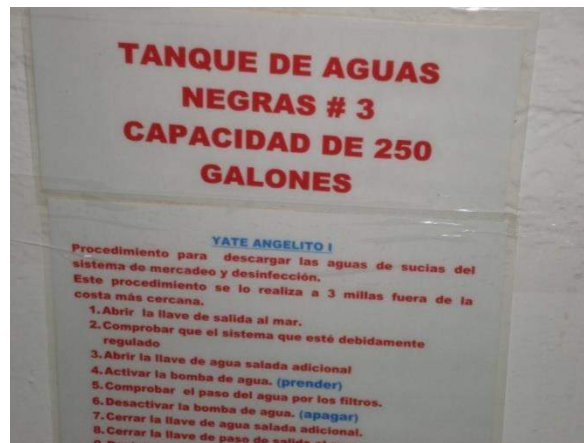 TANQUE DE AGUAS
NEGRAS # 3
CAPACIDAD DE 250
GALONES
YATE ANGELITO I
Procedimiento para descargar las aguas de sucias del
sistema de mercadeo y desinfección.
Este procedimiento se lo realiza a 3 millas fuera de la
costa más cercana.
1. Abrir la llave de salida al mar.
2. Comprobar que el sistema que esté debidamente
regulado
3. Abrir la llave de agua salada adicional
4. Activar la bomba de agua. (prender)
5. Comprobar el paso del agua por los filtros.
6. Desactivar la bomba de agua. (apagar)
7. Cerrar la llave de agua salada adicional.
8. Cerrar la llave de paso de salida